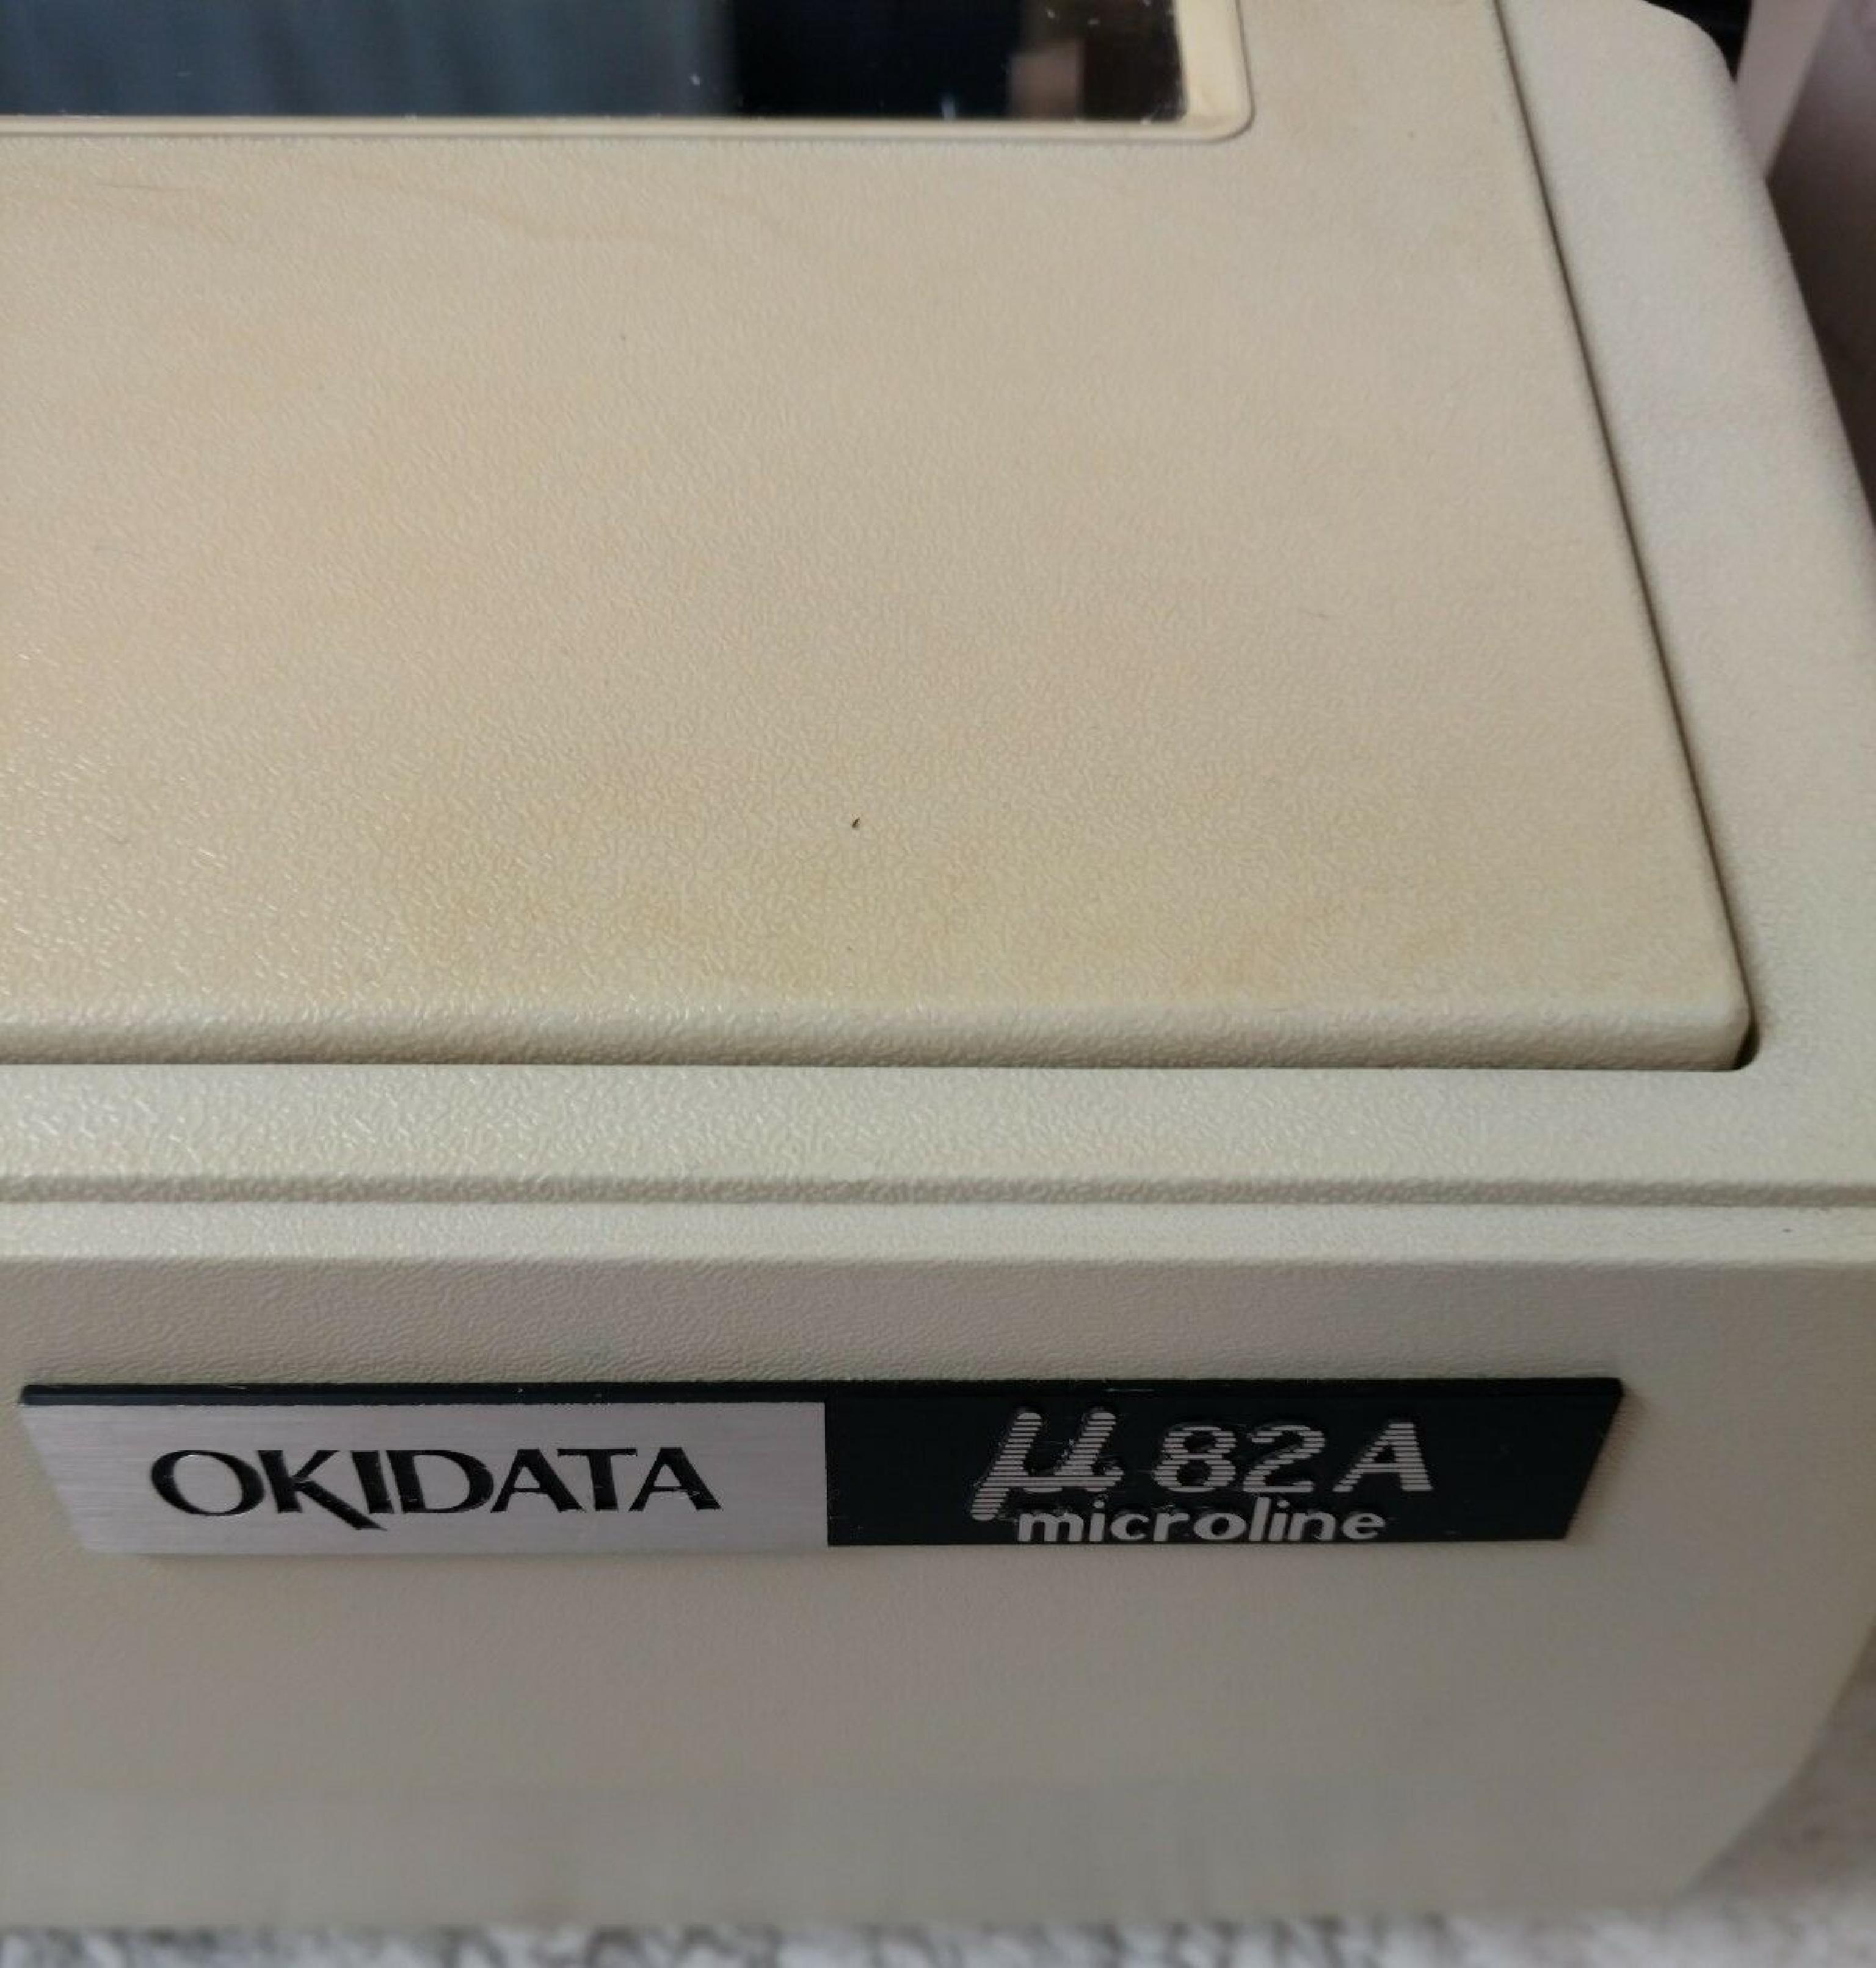 OKIDATA μ 82A
microline